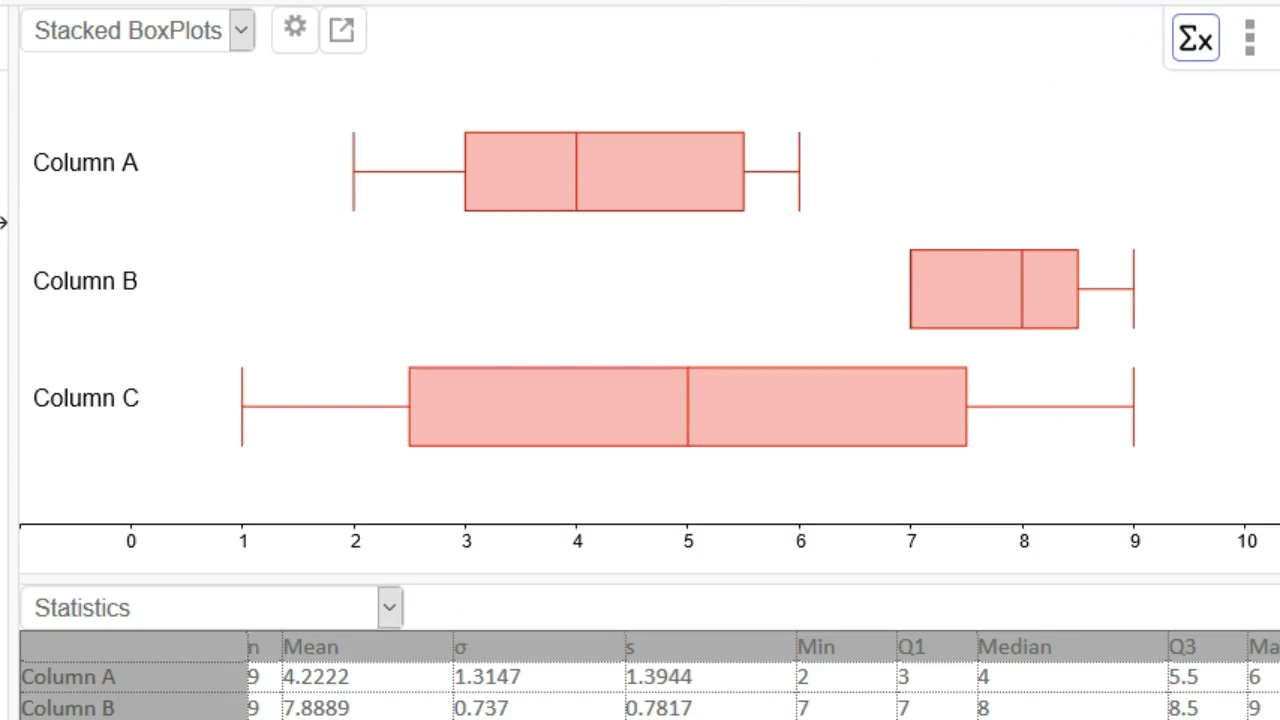 Stacked BoxPlots
Σx
Column A
Column B
Column C
0 1 2 3 4 5 6 7 8 9 10
Statistics
n Mean σ s Min Q1 Median Q3
Column A 9 4.2222 1.3147 1.3944 2 3 4 5.5 6
Column B 9 7.8889 0.737 0.7817 7 7 8 8.5 9